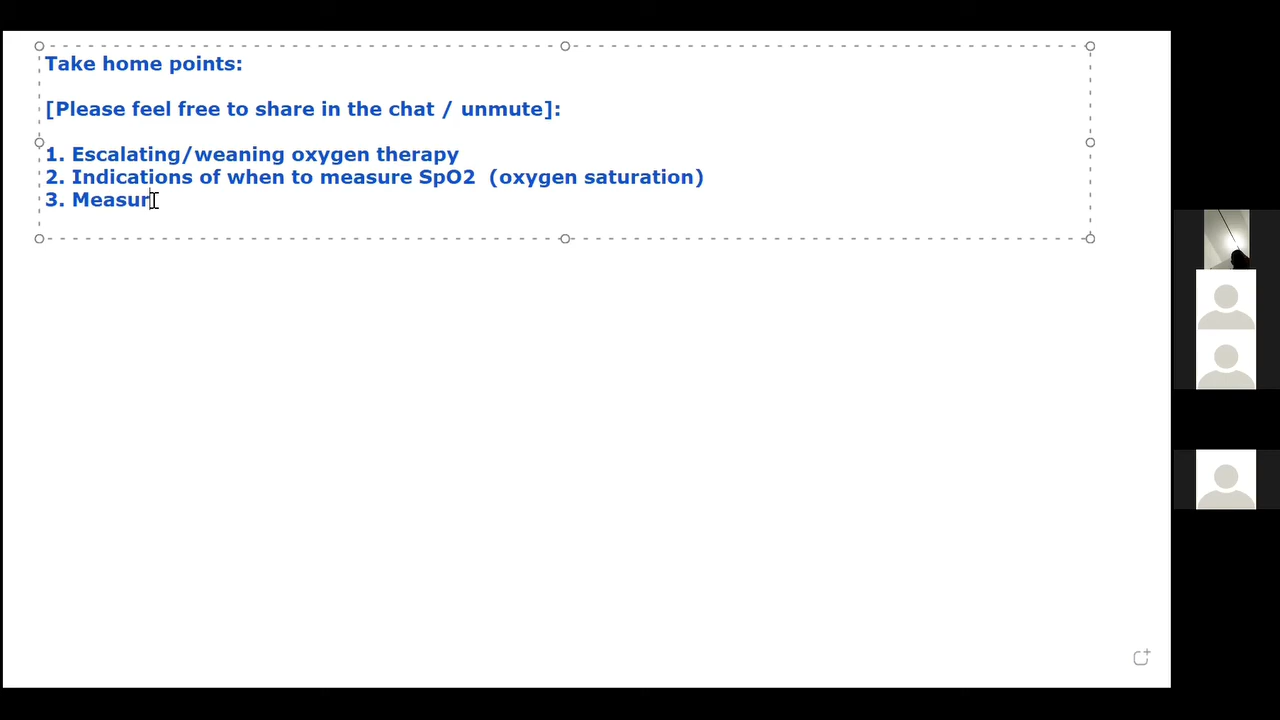 Take home points:
[Please feel free to share in the chat / unmute]:
1. Escalating/weaning oxygen therapy
2. Indications of when to measure SpO2 (oxygen saturation)
3. Measur